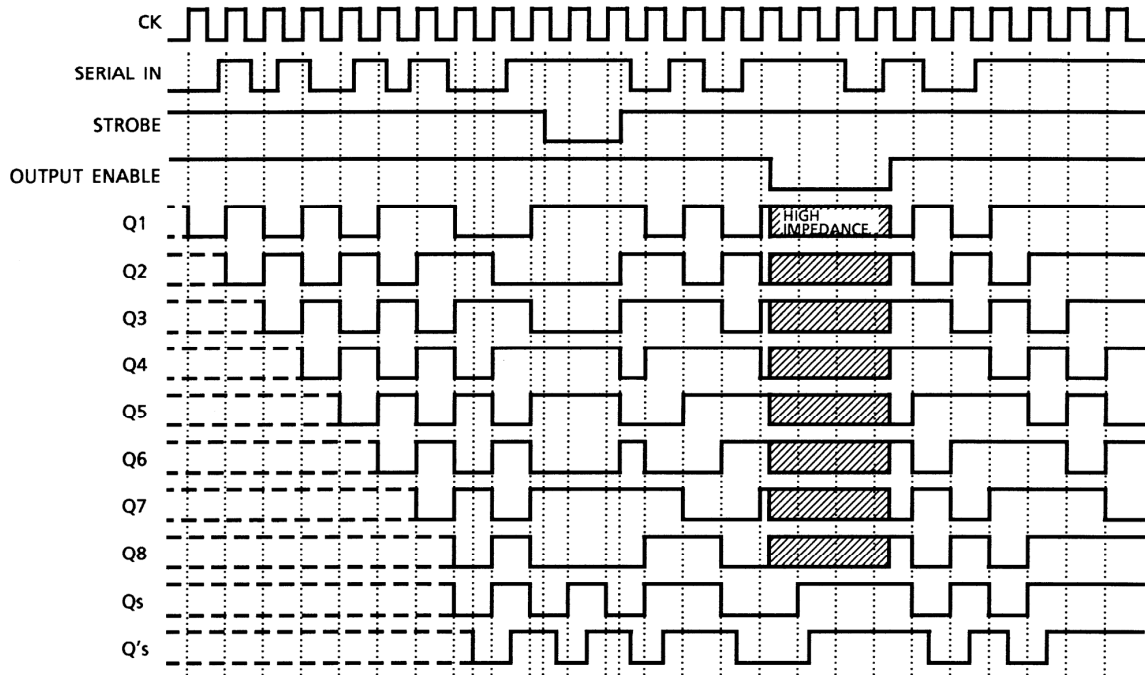 CK
SERIAL IN
STROBE
OUTPUT ENABLE
Q1
HIGH
IMPEDANCE
Q2
Q3
Q4
Q5
Q6
Q7
Q8
Qs
Q's